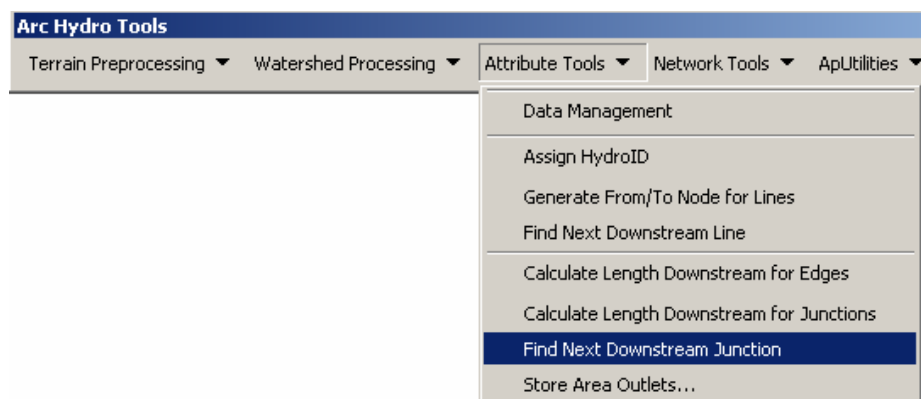 Arc Hydro Tools
Terrain Preprocessing Watershed Processing Attribute Tools Network Tools ApUtilities
Data Management
Assign HydroID
Generate From/To Node for Lines
Find Next Downstream Line
Calculate Length Downstream for Edges
Calculate Length Downstream for Junctions
Find Next Downstream Junction
Store Area Outlets...